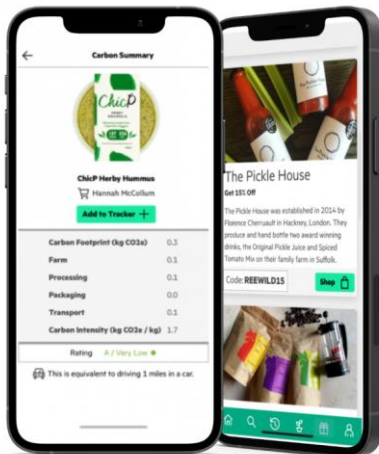 Carbon Summary
ChicP
HERBY
HOUMOUS
ChicP Herby Hummus
Hannah McCollum
Add to Tracker +
Carbon Footprint (kg CO2e) 0.3
Farm 0.1
Processing 0.1
Packaging 0.0
Transport 0.1
Carbon Intensity (kg CO2e / kg) 1.7
Rating A / Very Low
This is equivalent to driving 1 miles in a car.
The Pickle House
Get 15% Off
The Pickle House was established in 2014 by
Florence Cherruault in Hackney, London. They
produce and hand bottle two award winning
drinks, the Original Pickle Juice and Spiced
Tomato Mix on their family farm in Suffolk.
Code: REEWILD15
Shop